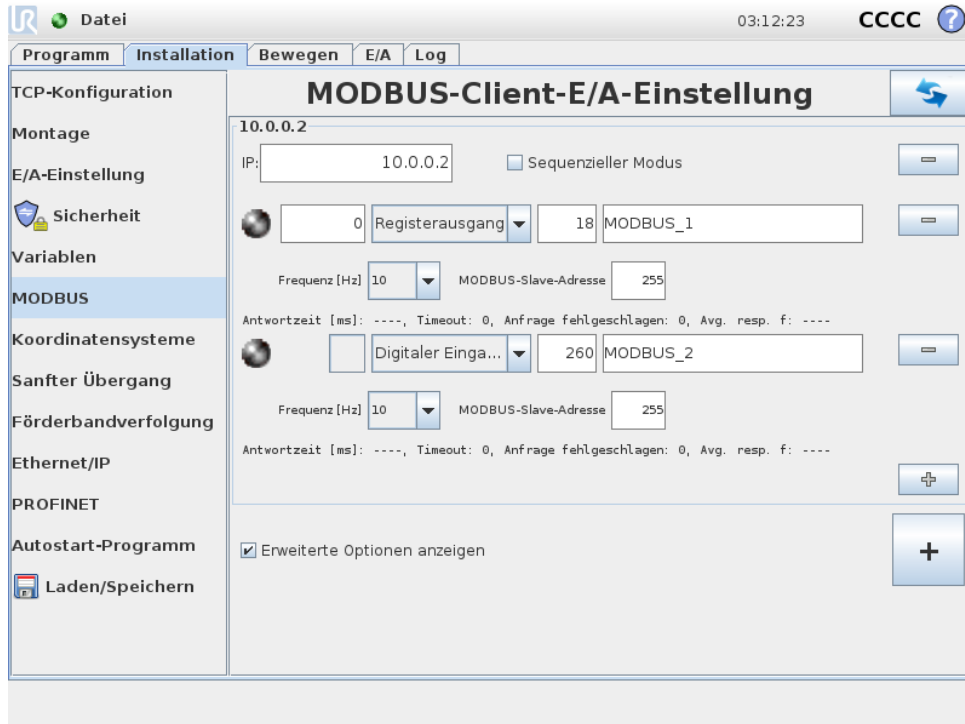 UR Datei 03:12:23 CCCC ?
Programm Installation Bewegen E/A Log
TCP-Konfiguration
Montage
E/A-Einstellung
Sicherheit
Variablen
MODBUS
Koordinatensysteme
Sanfter Übergang
Förderbandverfolgung
Ethernet/IP
PROFINET
Autostart-Programm
Laden/Speichern
MODBUS-Client-E/A-Einstellung
10.0.0.2
IP: 10.0.0.2 Sequenzieller Modus
0 Registerausgang 18 MODBUS_1
Frequenz [Hz] 10 MODBUS-Slave-Adresse 255
Antwortzeit [ms]: ----, Timeout: 0, Anfrage fehlgeschlagen: 0, Avg. resp. f: ----
Digitaler Einga... 260 MODBUS_2
Frequenz [Hz] 10 MODBUS-Slave-Adresse 255
Antwortzeit [ms]: ----, Timeout: 0, Anfrage fehlgeschlagen: 0, Avg. resp. f: ----
Erweiterte Optionen anzeigen